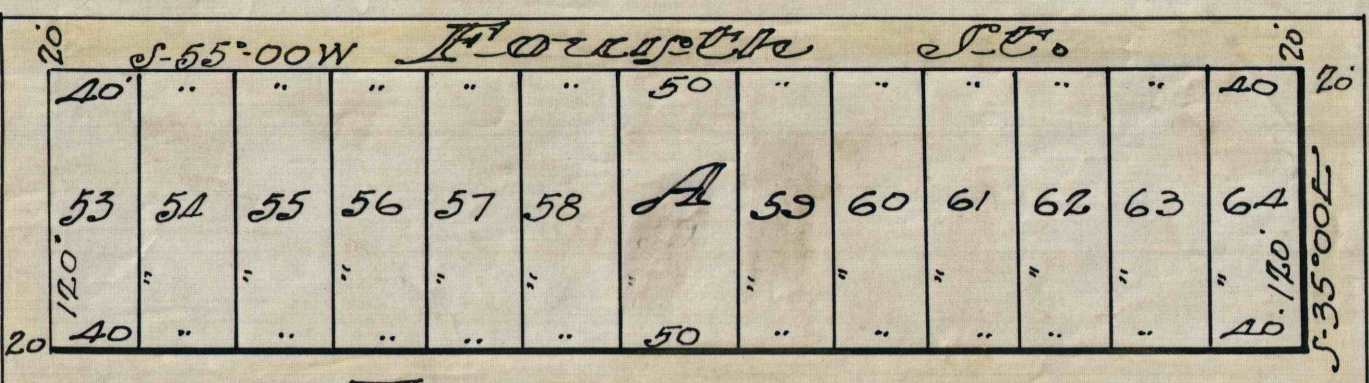 20' S-55°-00W Fourth St. 20'
40' " " " " " 50 " " " " " 40 20'
53 54 55 56 57 58 A 59 60 61 62 63 64
120' " " " " " " " " " " " " 120' S-35°00E
20 40 " " " " " 50 " " " " " 40